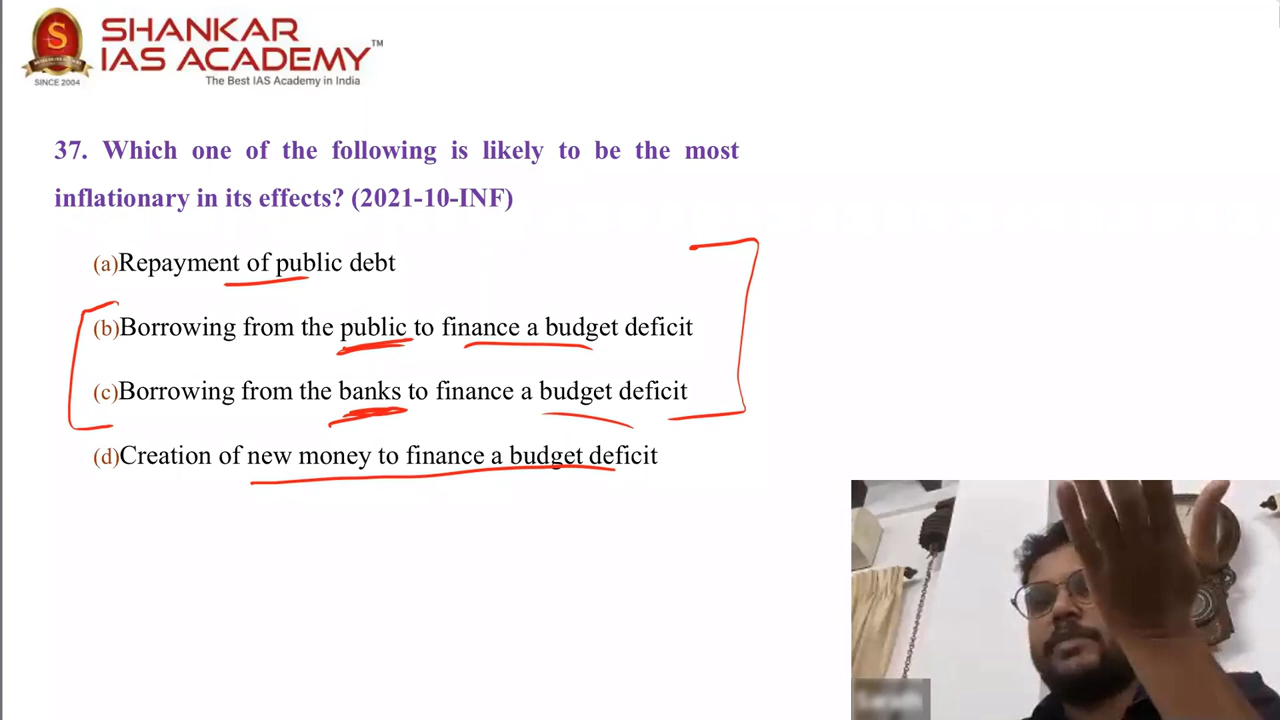 S
SHANKAR
IAS ACADEMY™
SINCE 2004
The Best IAS Academy in India
37. Which one of the following is likely to be the most
inflationary in its effects? (2021-10-INF)
(a)Repayment of public debt
(b)Borrowing from the public to finance a budget deficit
(c)Borrowing from the banks to finance a budget deficit
(d)Creation of new money to finance a budget deficit